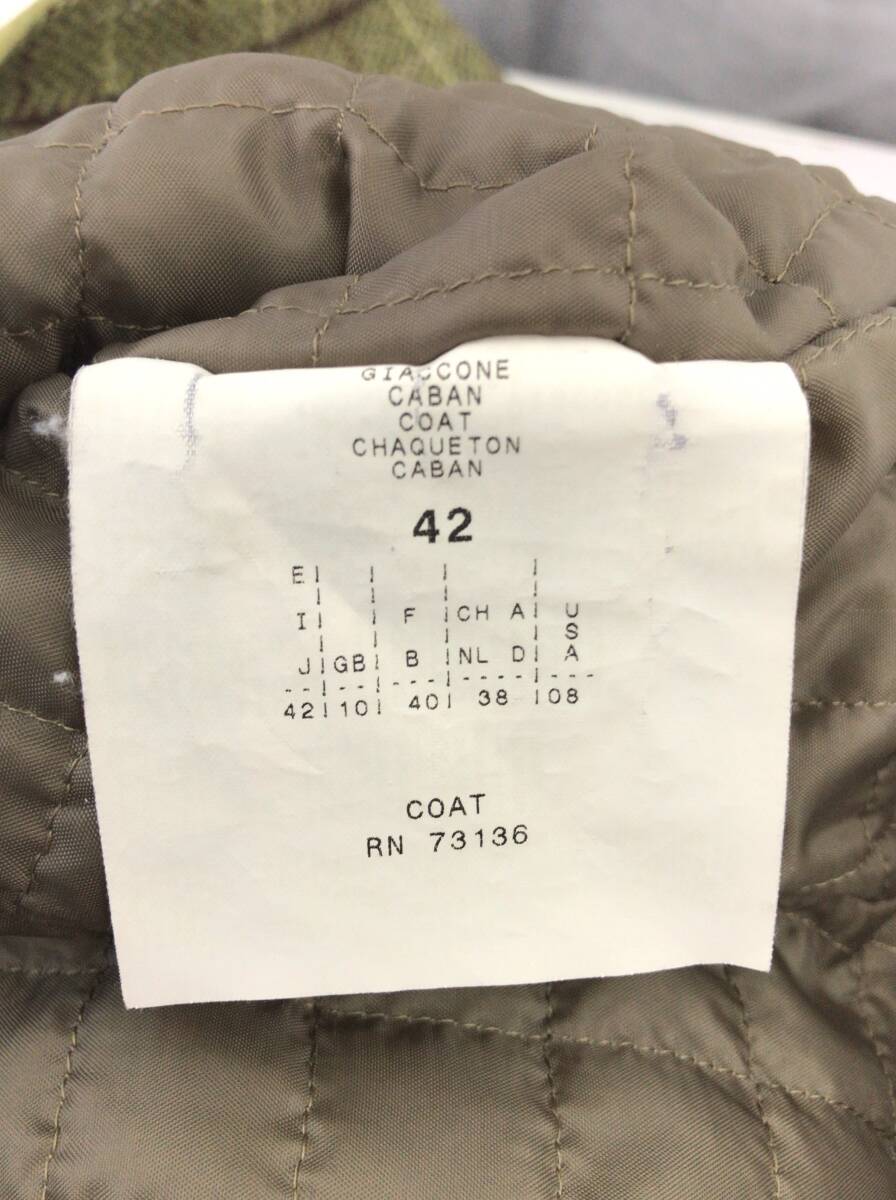 GIACCONE
CABAN
COAT
CHAQUETON
CABAN
42
E
I F CH A U
S
J GB B NL D A
42 10 40 38 08
COAT
RN 73136